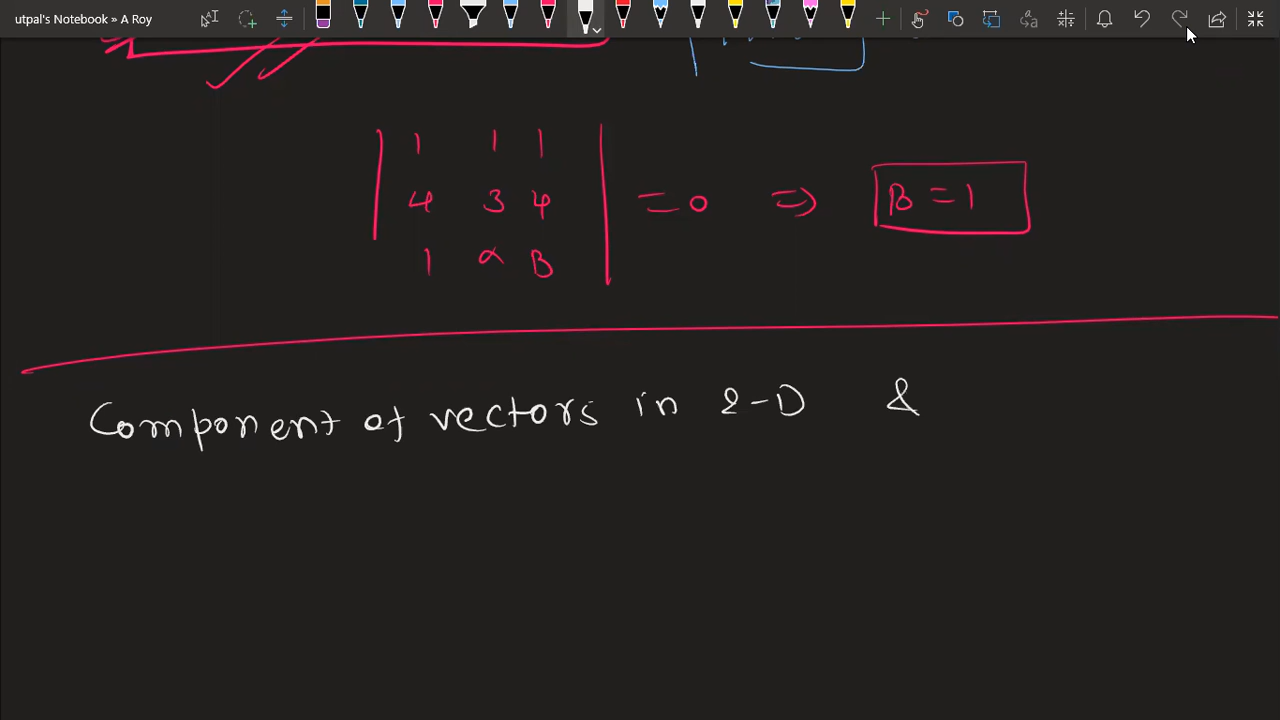 utpal's Notebook » A Roy
| 1 1 1 |
| 4 3 4 | = 0 ⇒ B = 1
| 1 α B |
Component of vectors in 2-D &